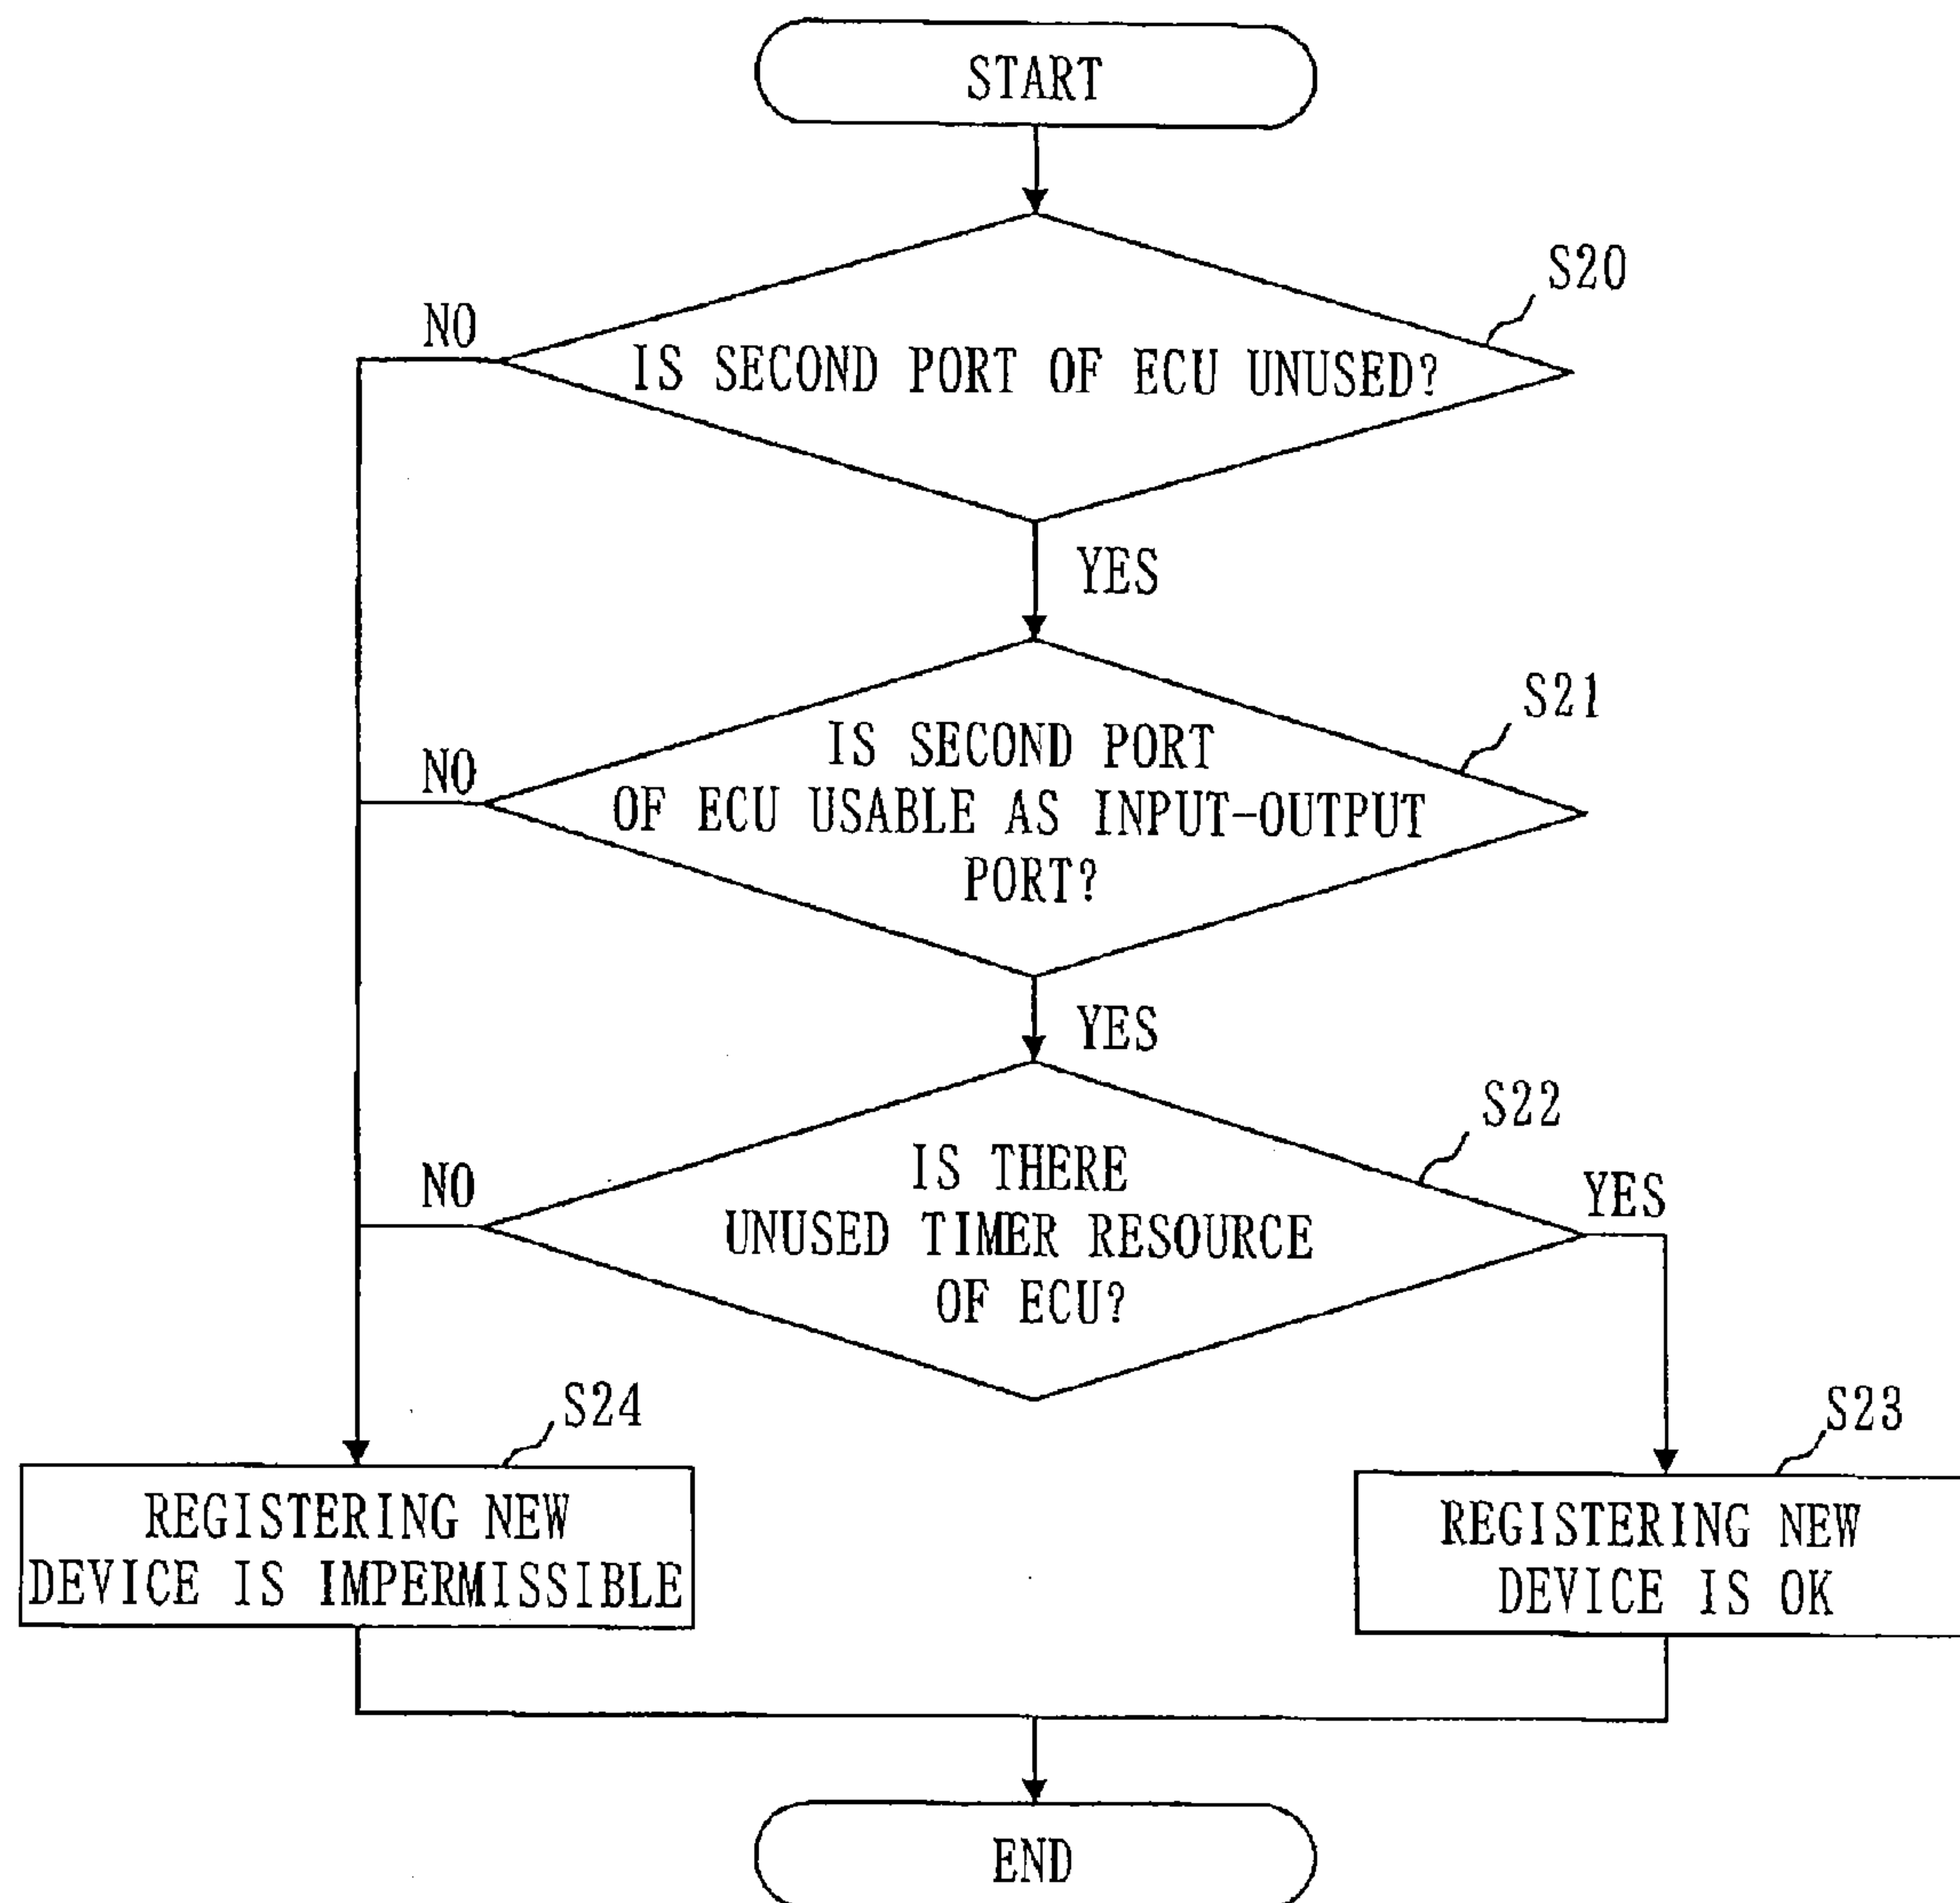 START
S20
NO
IS SECOND PORT OF ECU UNUSED?
YES
S21
NO
IS SECOND PORT
OF ECU USABLE AS INPUT-OUTPUT
PORT?
YES
S22
NO
IS THERE
UNUSED TIMER RESOURCE
OF ECU?
YES
S24
REGISTERING NEW
DEVICE IS IMPERMISSIBLE
S23
REGISTERING NEW
DEVICE IS OK
END